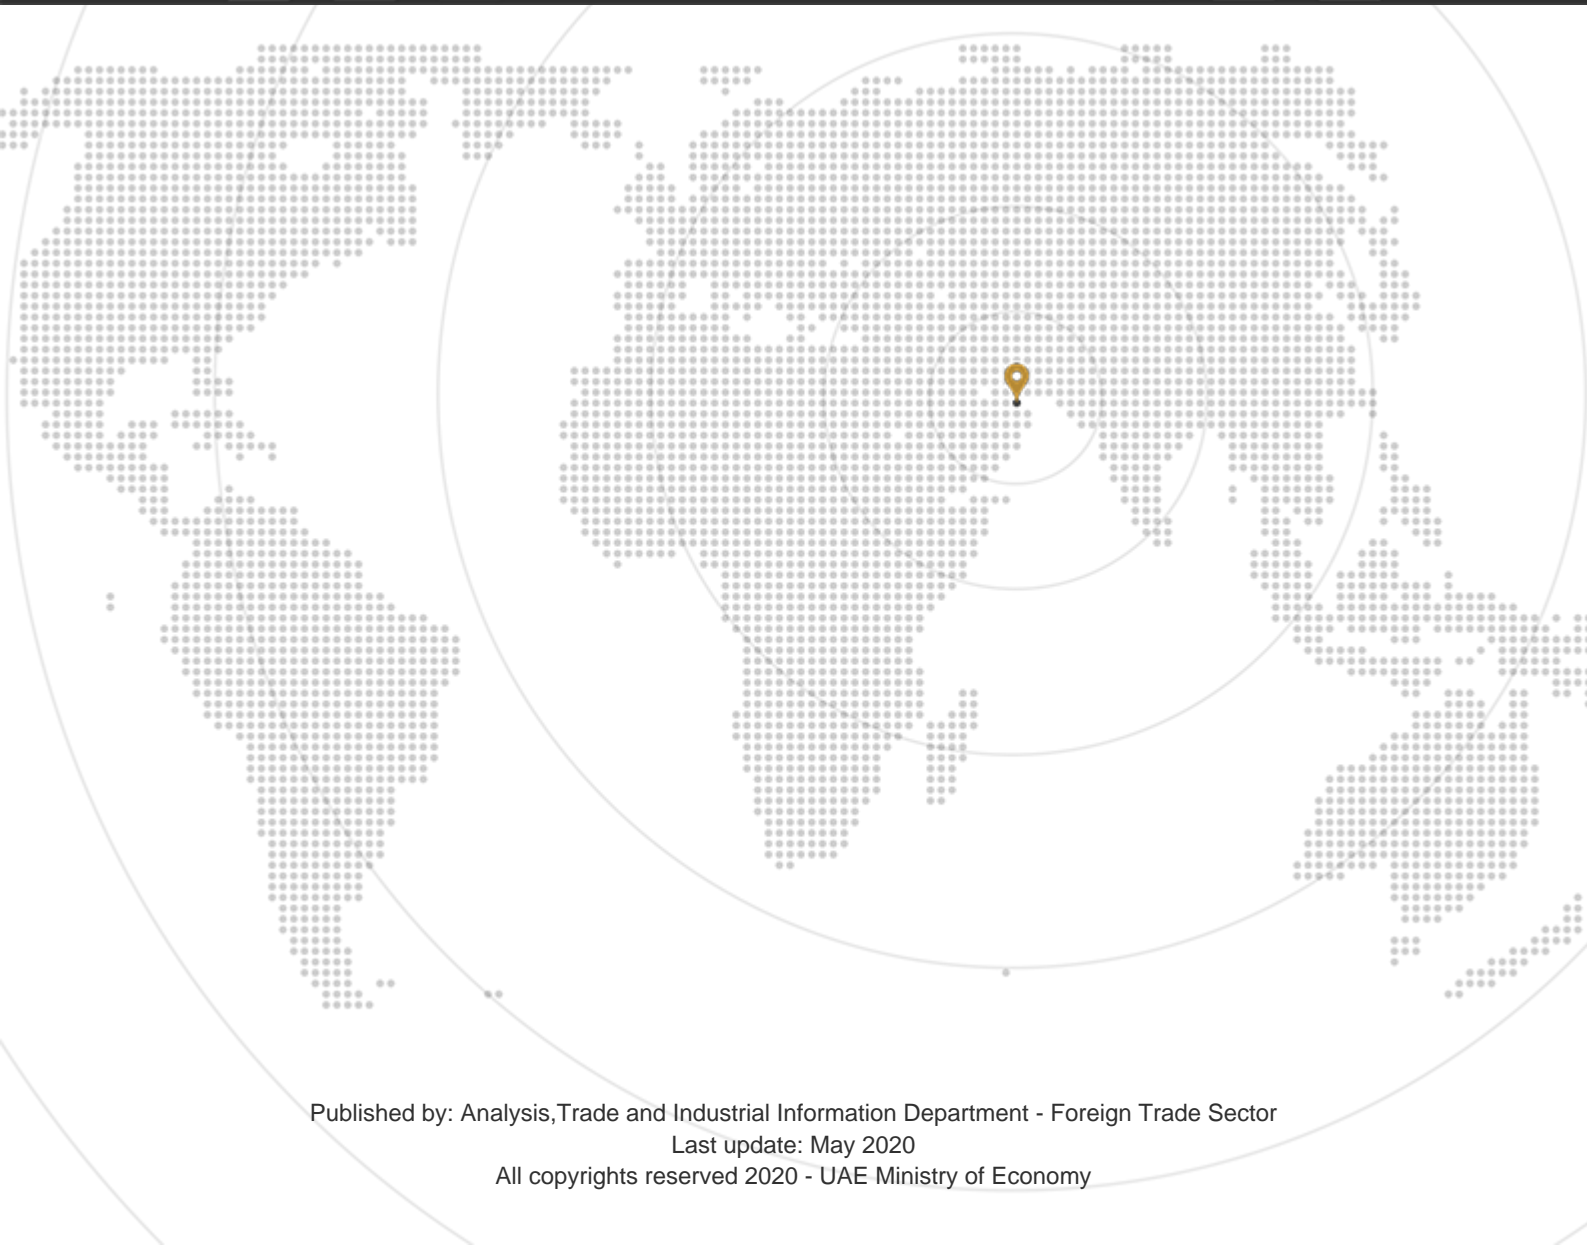 Published by: Analysis,Trade and Industrial Information Department - Foreign Trade Sector
Last update: May 2020
All copyrights reserved 2020 - UAE Ministry of Economy